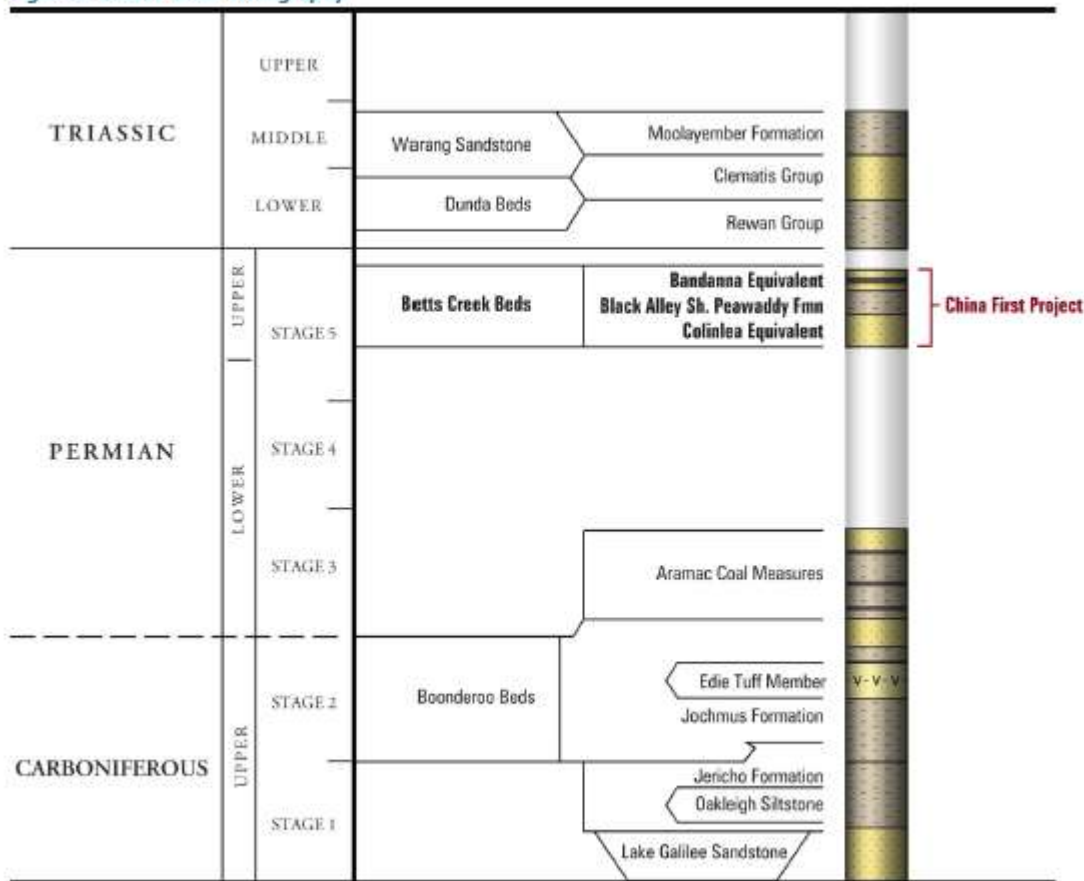 UPPER
TRIASSIC
MIDDLE
Warang Sandstone
Moolayember Formation
Clematis Group
LOWER
Dunda Beds
Rewan Group
UPPER
Betts Creek Beds
Bandanna Equivalent
Black Alley Sh. Peawaddy Fmn
Colinlea Equivalent
China First Project
STAGE 5
PERMIAN
LOWER
STAGE 4
STAGE 3
Aramac Coal Measures
Boonderoo Beds
Edie Tuff Member
V-V-V
STAGE 2
Jochmus Formation
CARBONIFEROUS
UPPER
Jericho Formation
Oakleigh Siltstone
STAGE 1
Lake Galilee Sandstone